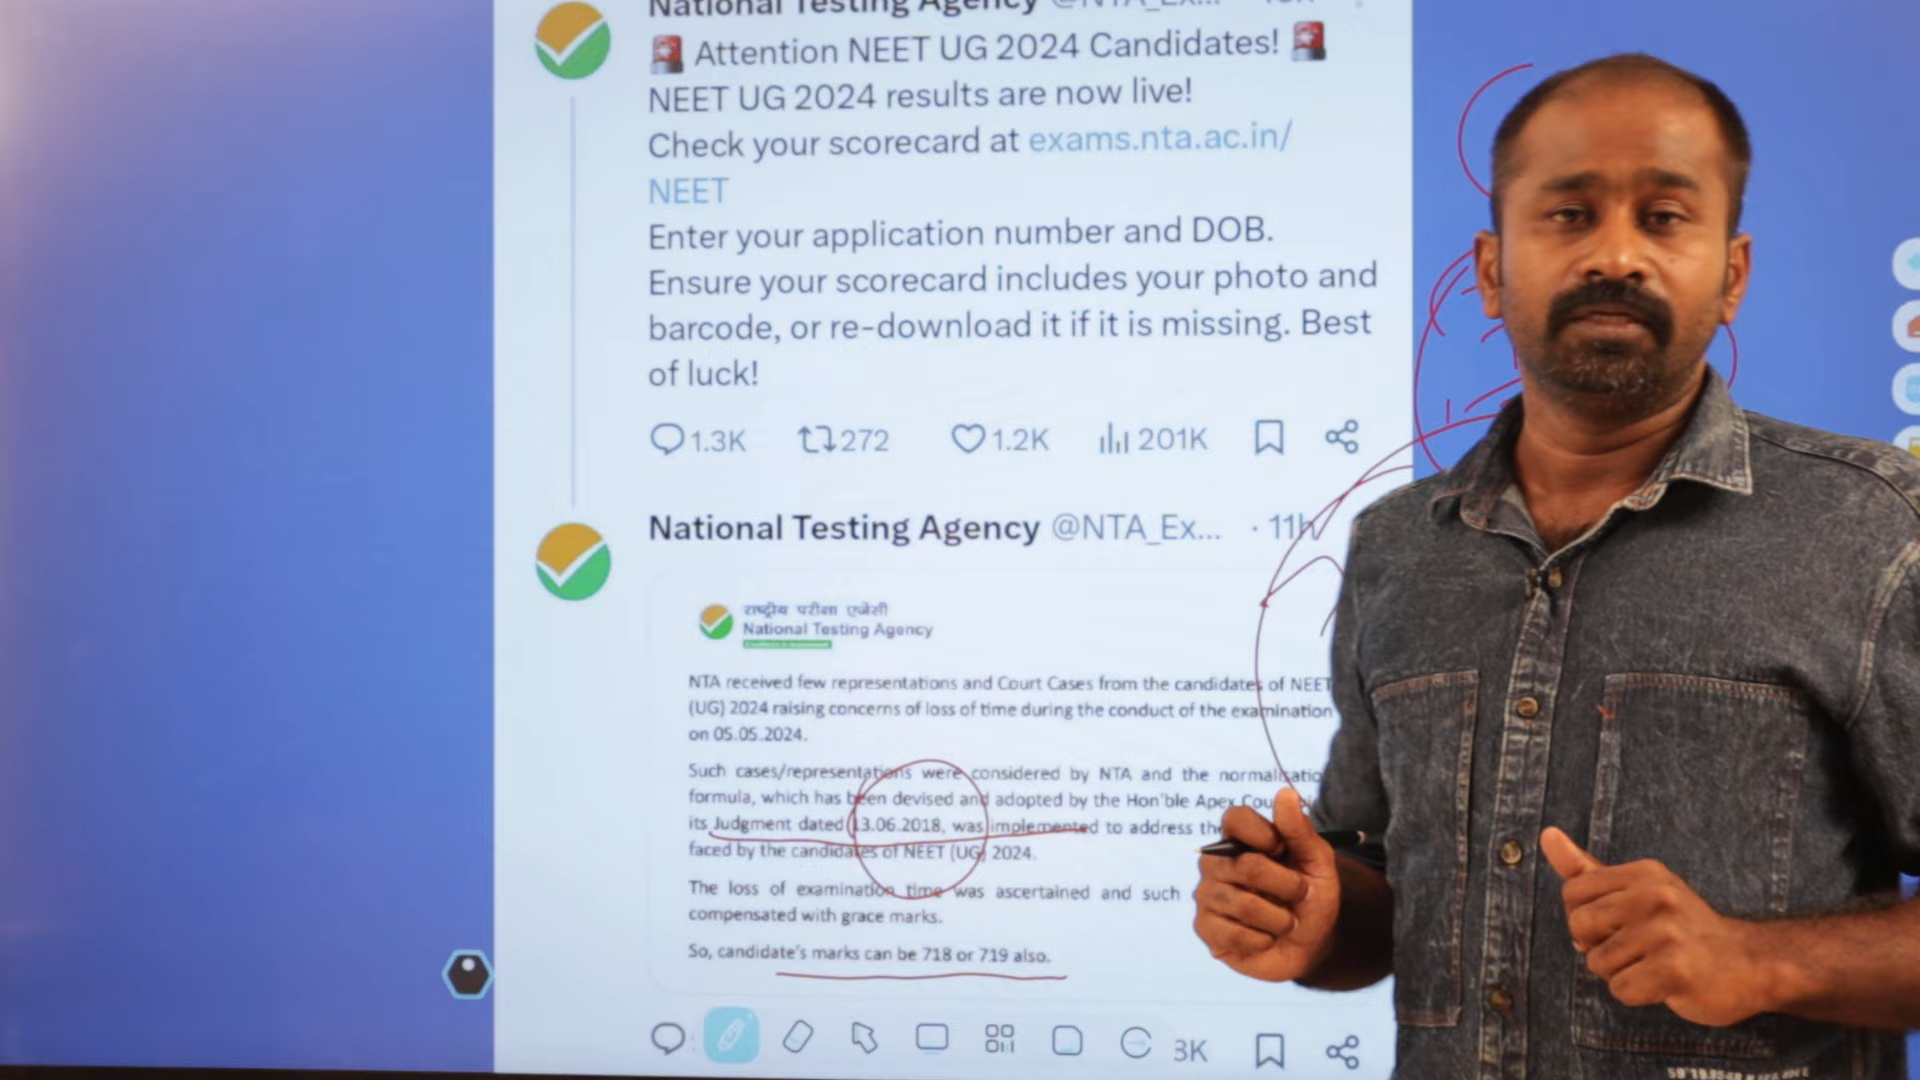 National Testing Agency
Attention NEET UG 2024 Candidates!
NEET UG 2024 results are now live!
Check your scorecard at exams.nta.ac.in/
NEET
Enter your application number and DOB.
Ensure your scorecard includes your photo and
barcode, or re-download it if it is missing. Best
of luck!
1.3K 272 1.2K 201K
National Testing Agency @NTA_Ex... · 11h
राष्ट्रीय परीक्षा एजेंसी
National Testing Agency
NTA received few representations and Court Cases from the candidates of NEET
(UG) 2024 raising concerns of loss of time during the conduct of the examination
on 05.05.2024.
Such cases/representations were considered by NTA and the
formula, which has been devised and adopted by the Hon'ble Apex
its Judgment dated 13.06.2018, was implemented to address
faced by the candidates of NEET (UG) 2024.
The loss of examination time was ascertained and such
compensated with grace marks.
So, candidate's marks can be 718 or 719 also.
3K